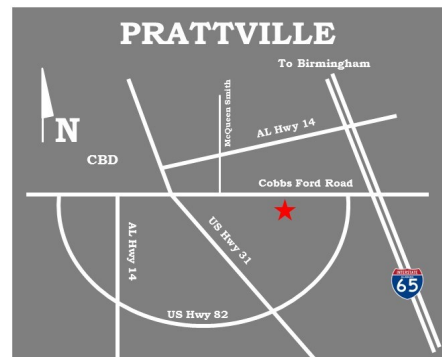 PRATTVILLE
To Birmingham
McQueen Smith
AL Hwy 14
N
CBD
Cobbs Ford Road
AL Hwy 14
US Hwy 31
INTERSTATE
65
US Hwy 82